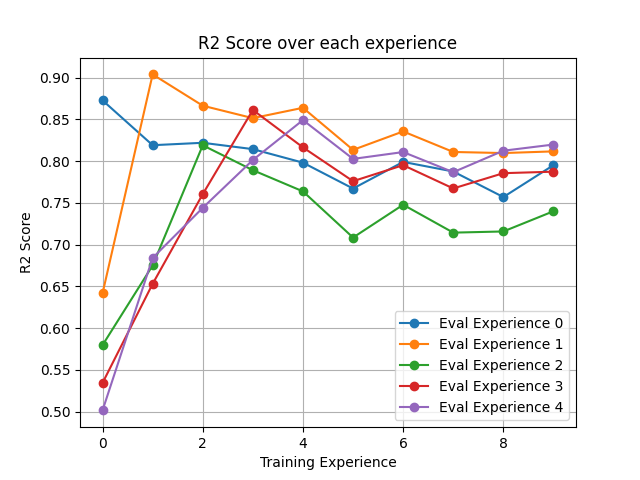 R2 Score over each experience
0.90
0.85
0.80
0.75
0.70
0.65
0.60
0.55
0.50
R2 Score
0
2
4
6
8
Training Experience
Eval Experience 0
Eval Experience 1
Eval Experience 2
Eval Experience 3
Eval Experience 4